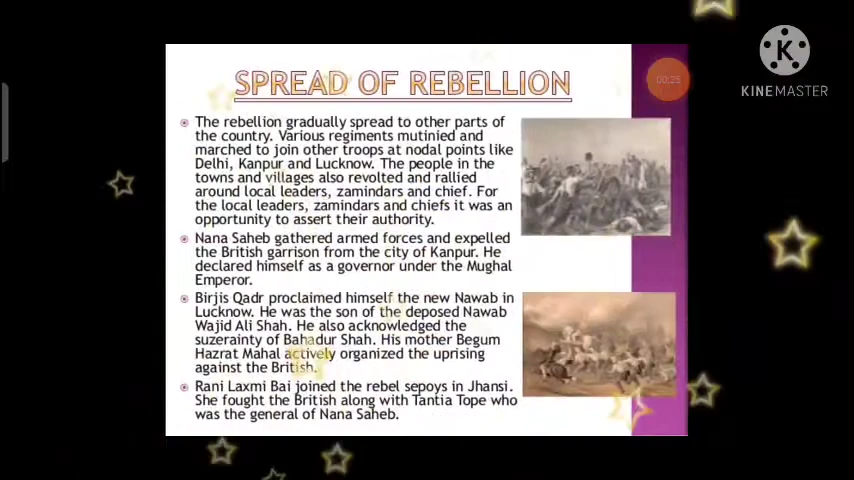 SPREAD OF REBELLION
The rebellion gradually spread to other parts of
the country. Various regiments mutinied and
marched to join other troops at nodal points like
Delhi, Kanpur and Lucknow. The people in the
towns and villages also revolted and rallied
around local leaders, zamindars and chief. For
the local leaders, zamindars and chiefs it was an
opportunity to assert their authority.
Nana Saheb gathered armed forces and expelled
the British garrison from the city of Kanpur. He
declared himself as a governor under the Mughal
Emperor.
Birjis Qadr proclaimed himself the new Nawab in
Lucknow. He was the son of the deposed Nawab
Wajid Ali Shah. He also acknowledged the
suzerainty of Bahadur Shah. His mother Begum
Hazrat Mahal actively organized the uprising
against the British.
Rani Laxmi Bai joined the rebel sepoys in Jhansi.
She fought the British along with Tantia Tope who
was the general of Nana Saheb.
00:25
K
KINEMASTER